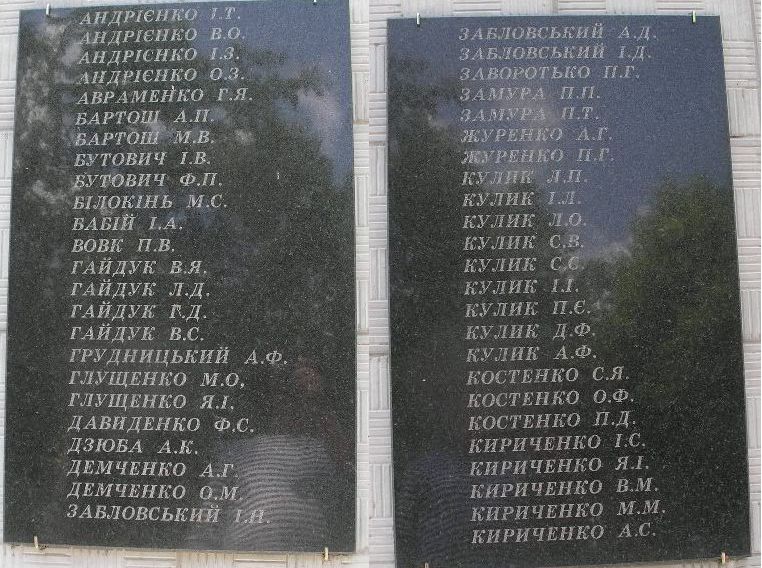 АНДРІЄНКО І.Т.
АНДРІЄНКО В.О.
АНДРІЄНКО І.З.
АНДРІЄНКО О.З.
АВРАМЕНКО Г.Я.
БАРТОШ А.П.
БАРТОШ М.В.
БУТОВИЧ І.В.
БУТОВИЧ Ф.П.
БІЛОКІНЬ М.С.
БАБІЙ І.А.
ВОВК П.В.
ГАЙДУК В.Я.
ГАЙДУК Л.Д.
ГАЙДУК Г.Д.
ГАЙДУК В.С.
ГРУДНИЦЬКИЙ А.Ф.
ГЛУЩЕНКО М.О.
ГЛУЩЕНКО Я.І.
ДАВИДЕНКО Ф.С.
ДЗЮБА А.К.
ДЕМЧЕНКО А.Г.
ДЕМЧЕНКО О.М.
ЗАБЛОВСЬКИЙ І.Н.
ЗАБЛОВСЬКИЙ А.Д.
ЗАБЛОВСЬКИЙ І.Д.
ЗАВОРОТЬКО П.Г.
ЗАМУРА П.П.
ЗАМУРА П.Т.
ЖУРЕНКО А.Г.
ЖУРЕНКО П.Г.
КУЛИК Л.П.
КУЛИК І.Л.
КУЛИК Л.О.
КУЛИК С.В.
КУЛИК С.С.
КУЛИК І.І.
КУЛИК П.Є.
КУЛИК Д.Ф.
КУЛИК А.Ф.
КОСТЕНКО С.Я.
КОСТЕНКО О.Ф.
КОСТЕНКО П.Д.
КИРИЧЕНКО І.С.
КИРИЧЕНКО Я.І.
КИРИЧЕНКО В.М.
КИРИЧЕНКО М.М.
КИРИЧЕНКО А.С.